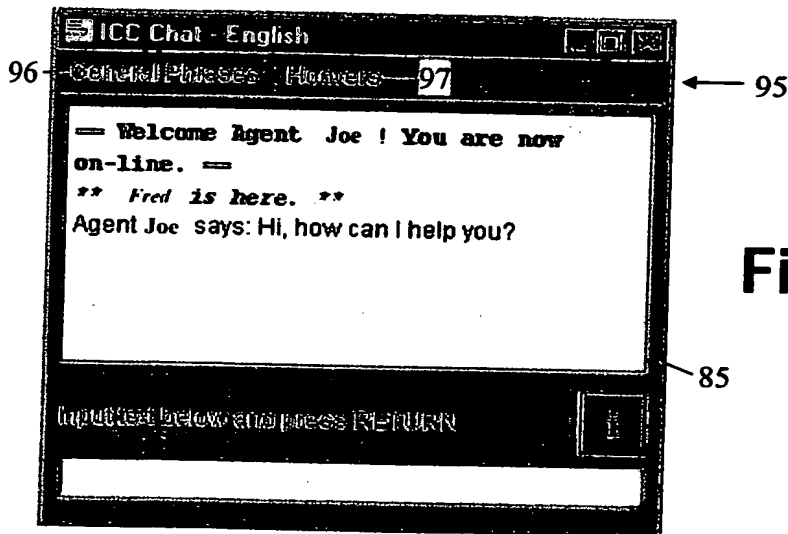 ICC Chat - English
96 General Phrases Howers 97
95
== Welcome Agent Joe ! You are now
on-line. ==
** Fred is here. **
Agent Joe says: Hi, how can I help you?
Fi
85
Input text below and press RETURN